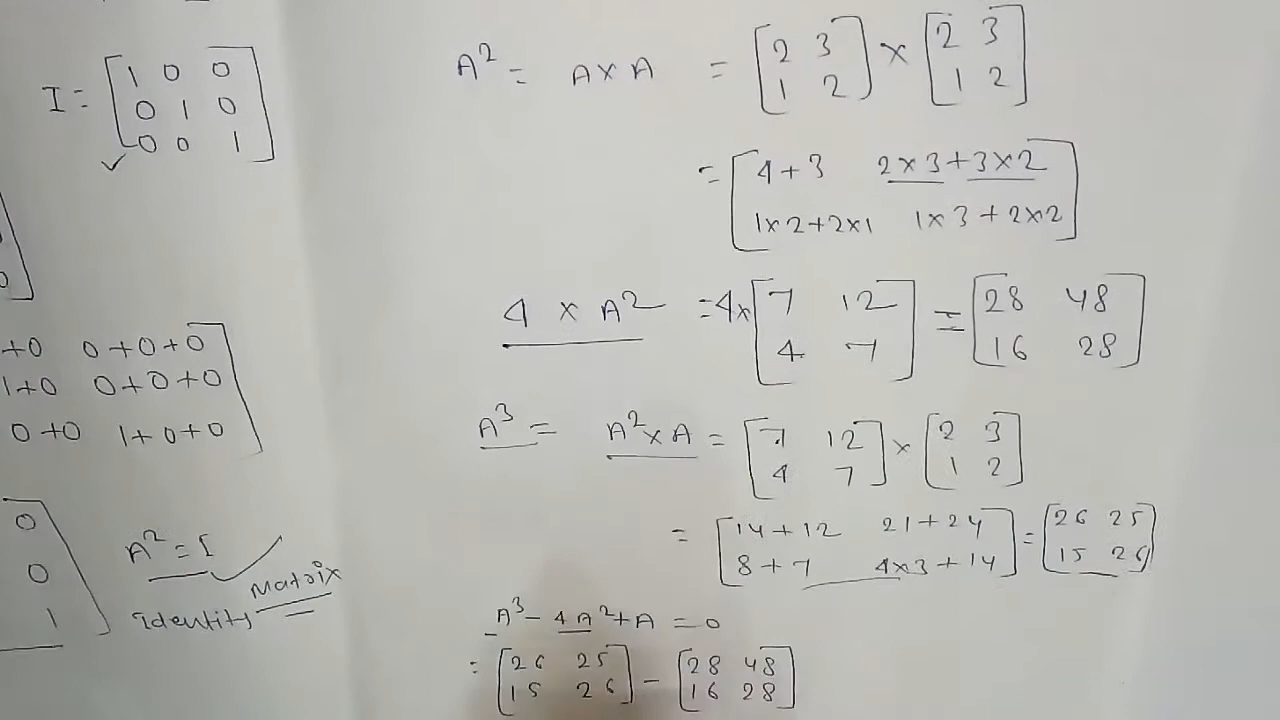 I = [1 0 0
0 1 0
0 0 1]
✓
0
+0 0+0+0
1+0 0+0+0
0+0 1+0+0
0
0
1
A² = I
Identity Matrix
A² = A×A = [2 3
1 2] × [2 3
1 2]
= [4+3 2×3+3×2
1×2+2×1 1×3+2×2]
4 × A² = 4× [7 12
4 7] = [28 48
16 28]
A³ = A²×A = [7 12
4 7] × [2 3
1 2]
= [14+12 21+24
8+7 4×3+14] = [26 25
15 26]
A³ - 4A² + A = 0
= [26 25
15 26] - [28 48
16 28]